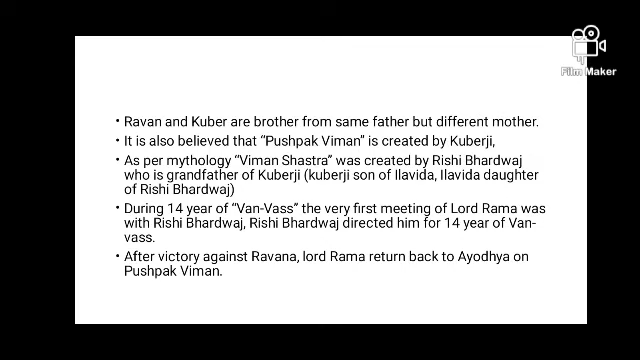 Film Maker
• Ravan and Kuber are brother from same father but different mother.
• It is also believed that “Pushpak Viman” is created by Kuberji,
• As per mythology “Viman Shastra” was created by Rishi Bhardwaj
who is grandfather of Kuberji (kuberji son of Ilavida, Ilavida daughter
of Rishi Bhardwaj)
• During 14 year of “Van-Vass” the very first meeting of Lord Rama was
with Rishi Bhardwaj, Rishi Bhardwaj directed him for 14 year of Van-
vass.
• After victory against Ravana, lord Rama return back to Ayodhya on
Pushpak Viman.